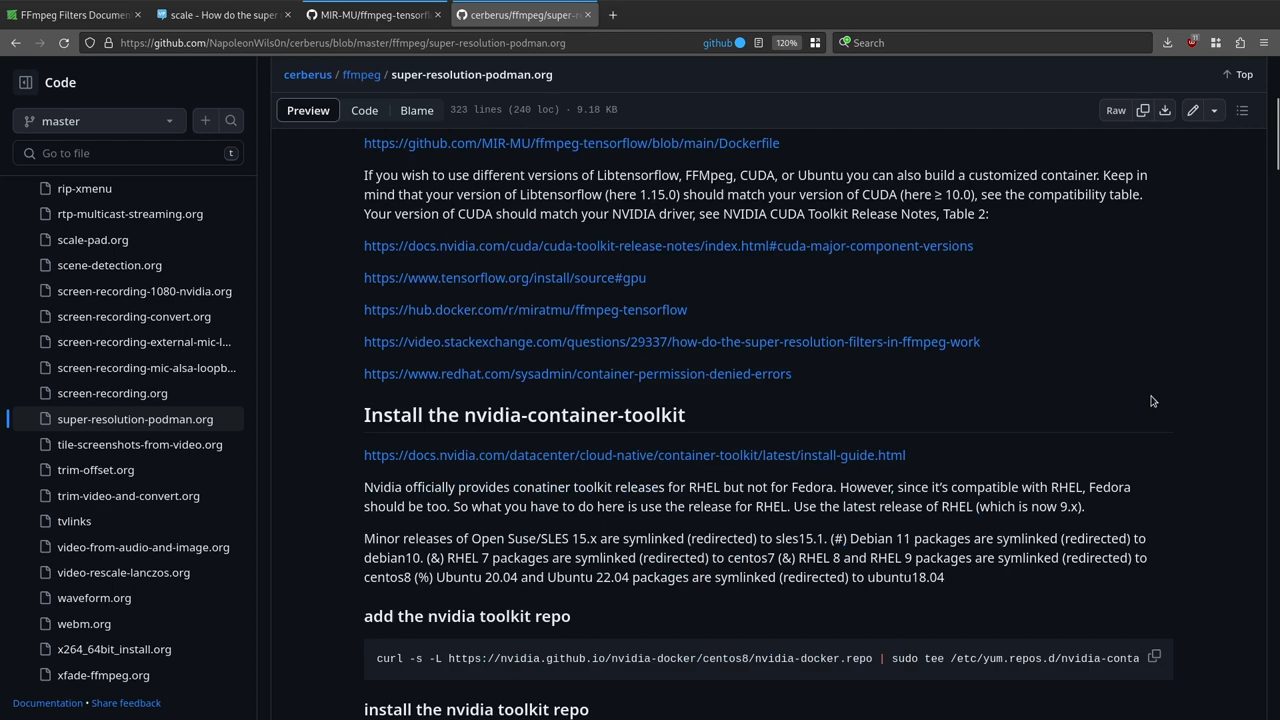 FFmpeg Filters Documen
scale - How do the super
MIR-MU/ffmpeg-tensorfl
cerberus/ffmpeg/super-r
https://github.com/NapoleonWils0n/cerberus/blob/master/ffmpeg/super-resolution-podman.org
github
120%
Search
11
Code
master
Go to file
t
rip-xmenu
rtp-multicast-streaming.org
scale-pad.org
scene-detection.org
screen-recording-1080-nvidia.org
screen-recording-convert.org
screen-recording-external-mic-l...
screen-recording-mic-alsa-loopb...
screen-recording.org
super-resolution-podman.org
tile-screenshots-from-video.org
trim-offset.org
trim-video-and-convert.org
tvlinks
video-from-audio-and-image.org
video-rescale-lanczos.org
waveform.org
webm.org
x264_64bit_install.org
xfade-ffmpeg.org
Documentation • Share feedback
cerberus / ffmpeg / super-resolution-podman.org
Top
Preview
Code
Blame
323 lines (240 loc) · 9.18 KB
Raw
https://github.com/MIR-MU/ffmpeg-tensorflow/blob/main/Dockerfile
If you wish to use different versions of Libtensorflow, FFMpeg, CUDA, or Ubuntu you can also build a customized container. Keep in
mind that your version of Libtensorflow (here 1.15.0) should match your version of CUDA (here ≥ 10.0), see the compatibility table.
Your version of CUDA should match your NVIDIA driver, see NVIDIA CUDA Toolkit Release Notes, Table 2:
https://docs.nvidia.com/cuda/cuda-toolkit-release-notes/index.html#cuda-major-component-versions
https://www.tensorflow.org/install/source#gpu
https://hub.docker.com/r/miratmu/ffmpeg-tensorflow
https://video.stackexchange.com/questions/29337/how-do-the-super-resolution-filters-in-ffmpeg-work
https://www.redhat.com/sysadmin/container-permission-denied-errors
Install the nvidia-container-toolkit
https://docs.nvidia.com/datacenter/cloud-native/container-toolkit/latest/install-guide.html
Nvidia officially provides conatiner toolkit releases for RHEL but not for Fedora. However, since it's compatible with RHEL, Fedora
should be too. So what you have to do here is use the release for RHEL. Use the latest release of RHEL (which is now 9.x).
Minor releases of Open Suse/SLES 15.x are symlinked (redirected) to sles15.1. (#) Debian 11 packages are symlinked (redirected) to
debian10. (&) RHEL 7 packages are symlinked (redirected) to centos7 (&) RHEL 8 and RHEL 9 packages are symlinked (redirected) to
centos8 (%) Ubuntu 20.04 and Ubuntu 22.04 packages are symlinked (redirected) to ubuntu18.04
add the nvidia toolkit repo
curl -s -L https://nvidia.github.io/nvidia-docker/centos8/nvidia-docker.repo | sudo tee /etc/yum.repos.d/nvidia-conta
install the nvidia toolkit repo